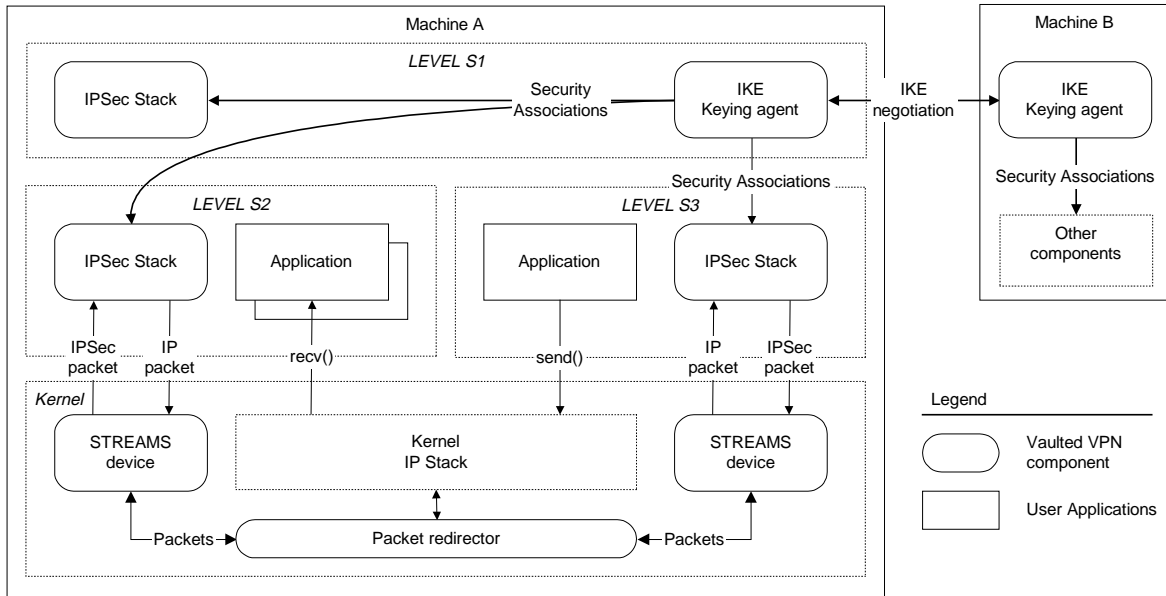 Machine A
Machine B
LEVEL S1
IPSec Stack
Security
Associations
IKE
Keying agent
IKE
negotiation
IKE
Keying agent
Security Associations
Security Associations
LEVEL S2
LEVEL S3
IPSec Stack
Application
Application
IPSec Stack
Other
components
IPSec
packet
IP
packet
recv()
send()
IP
packet
IPSec
packet
Kernel
STREAMS
device
Kernel
IP Stack
STREAMS
device
Packets
Packet redirector
Packets
Legend
Vaulted VPN
component
User Applications